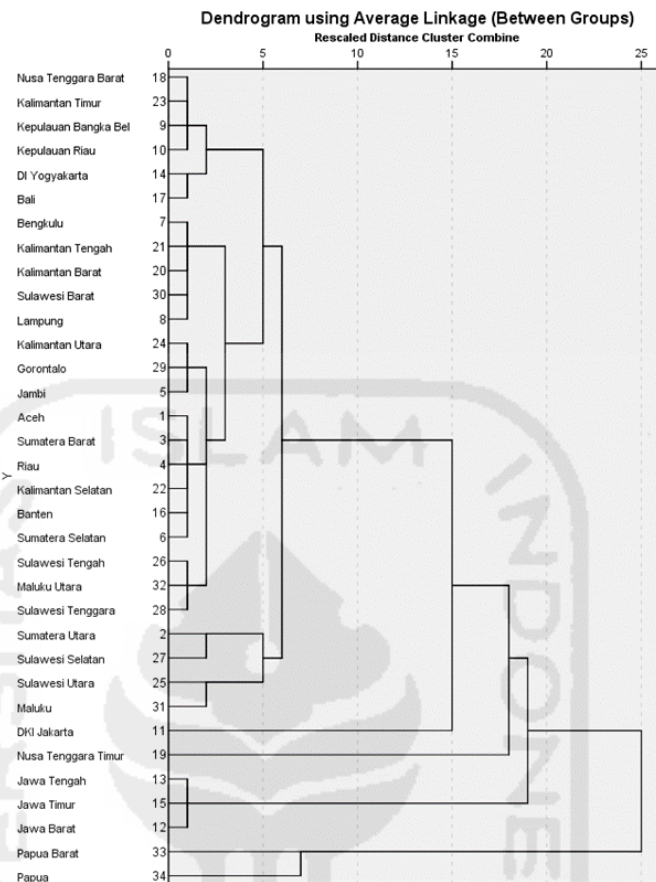 Dendrogram using Average Linkage (Between Groups)
Rescaled Distance Cluster Combine
0 5 10 15 20 25
Nusa Tenggara Barat 18
Kalimantan Timur 23
Kepulauan Bangka Bel 9
Kepulauan Riau 10
DI Yogyakarta 14
Bali 17
Bengkulu 7
Kalimantan Tengah 21
Kalimantan Barat 20
Sulawesi Barat 30
Lampung 8
Kalimantan Utara 24
Gorontalo 29
Jambi 5
Aceh 1
Sumatera Barat 3
Riau 4
Y
Kalimantan Selatan 22
Banten 16
Sumatera Selatan 6
Sulawesi Tengah 26
Maluku Utara 32
Sulawesi Tenggara 28
Sumatera Utara 2
Sulawesi Selatan 27
Sulawesi Utara 25
Maluku 31
DKI Jakarta 11
Nusa Tenggara Timur 19
Jawa Tengah 13
Jawa Timur 15
Jawa Barat 12
Papua Barat 33
Papua 34
ISLAM